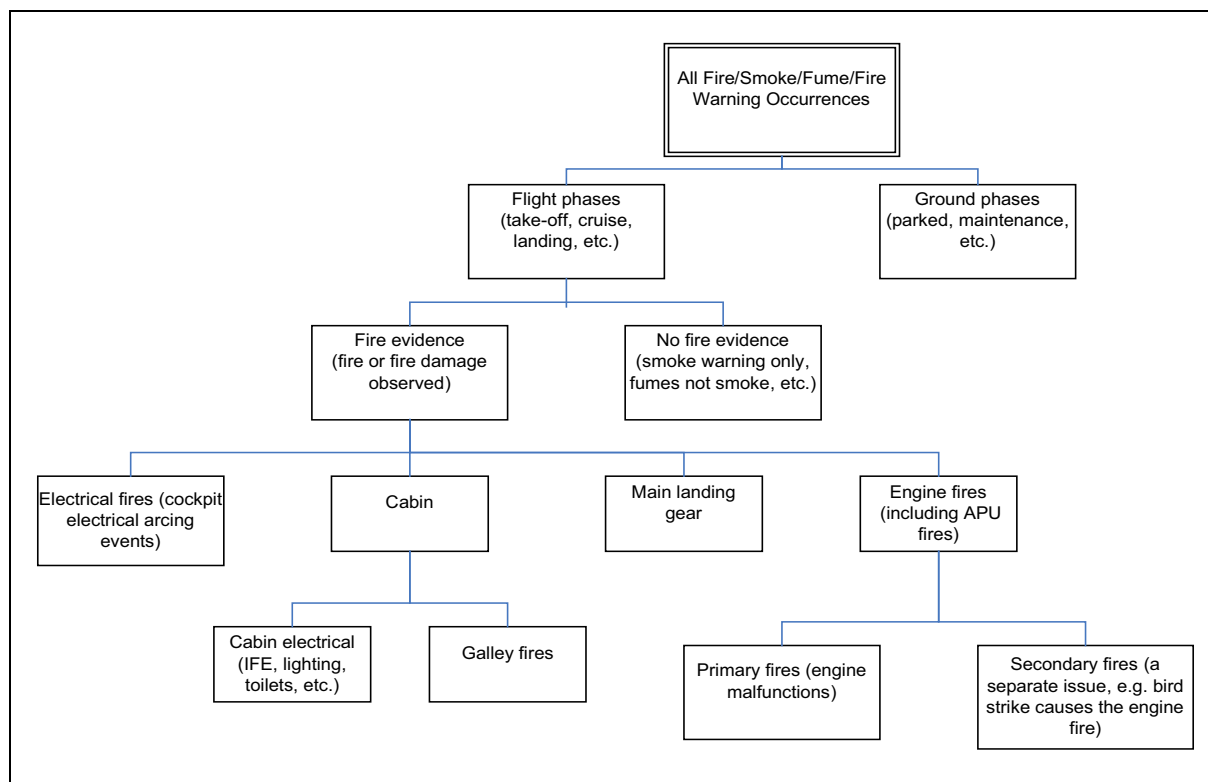 All Fire/Smoke/Fume/Fire
Warning Occurrences
Flight phases
(take-off, cruise,
landing, etc.)
Ground phases
(parked, maintenance,
etc.)
Fire evidence
(fire or fire damage
observed)
No fire evidence
(smoke warning only,
fumes not smoke, etc.)
Electrical fires (cockpit
electrical arcing
events)
Cabin
Main landing
gear
Engine fires
(including APU
fires)
Cabin electrical
(IFE, lighting,
toilets, etc.)
Galley fires
Primary fires (engine
malfunctions)
Secondary fires (a
separate issue, e.g. bird
strike causes the engine
fire)